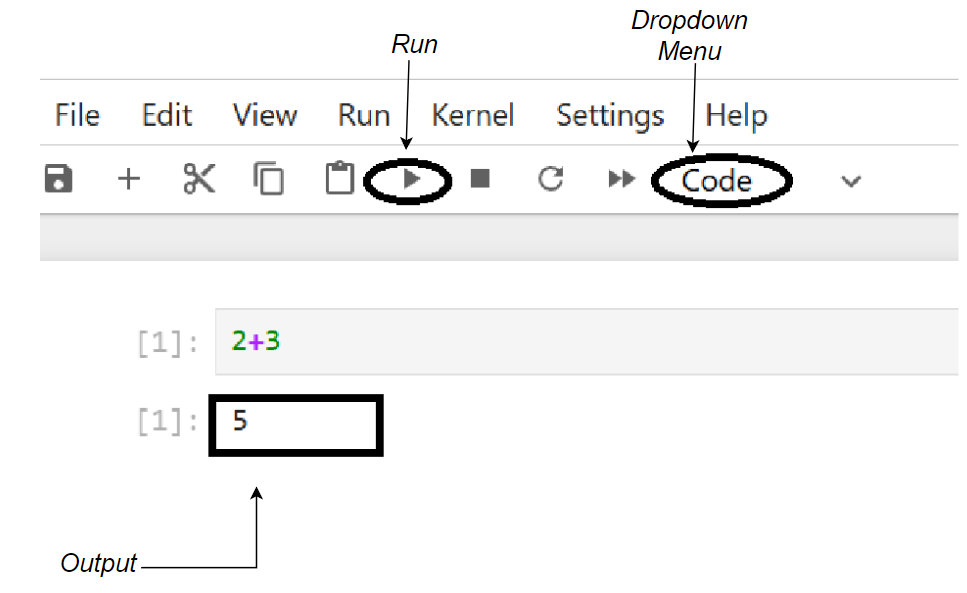 Run
Dropdown
Menu
File Edit View Run Kernel Settings Help
Code
[1]: 2+3
[1]: 5
Output